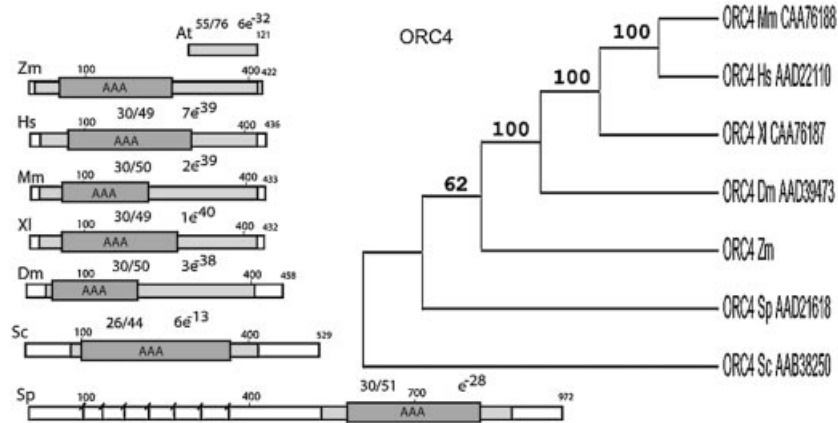 55/76 6e-32
At 121
ORC4
Zm 100 400 422
AAA
30/49 7e-39
Hs 100 400 436
AAA
30/50 2e-39
Mm 100 400 433
AAA
30/49 1e-40
Xl 100 400 432
AAA
30/50 3e-38
Dm 100 400 458
AAA
26/44 6e-13
Sc 100 400 529
AAA
30/51 e-28
Sp 100 400 700 972
AAA
ORC4 Mm CAA76188
100
ORC4 Hs AAD22110
100
ORC4 Xl CAA76187
100
ORC4 Dm AAD39473
62
ORC4 Zm
ORC4 Sp AAD21618
ORC4 Sc AAB38250